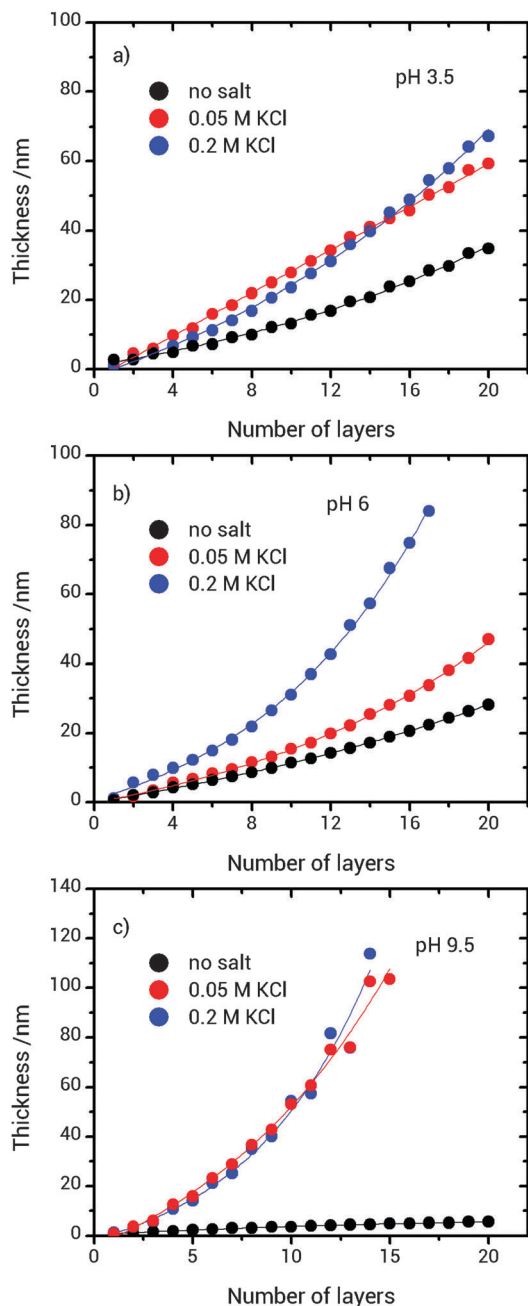 100
a)
pH 3.5
no salt
80
0.05 M KCl
0.2 M KCl
60
40
20
0
Thickness /nm
0 4 8 12 16 20
Number of layers
100
b)
pH 6
no salt
80
0.05 M KCl
0.2 M KCl
60
40
20
0
Thickness /nm
0 4 8 12 16 20
Number of layers
140
c)
pH 9.5
120
no salt
0.05 M KCl
100
0.2 M KCl
80
60
40
20
0
Thickness /nm
0 5 10 15 20
Number of layers